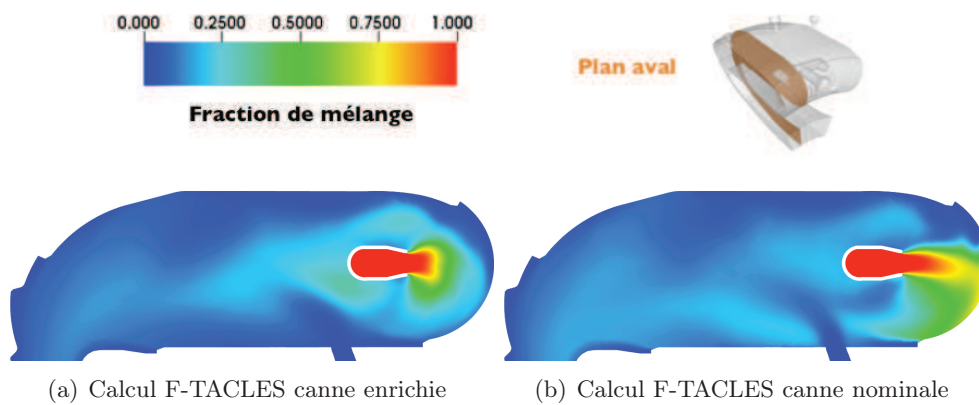 0.000 0.2500 0.5000 0.7500 1.000
Fraction de mélange
Plan aval
(a) Calcul F-TACLES canne enrichie
(b) Calcul F-TACLES canne nominale